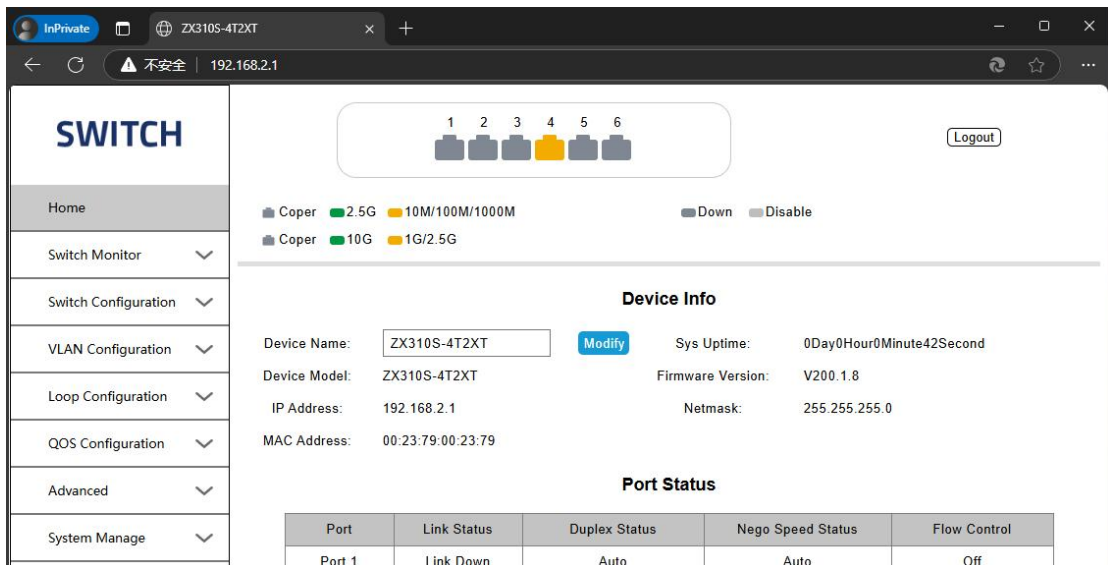 InPrivate ZX310S-4T2XT
不安全 192.168.2.1
SWITCH
1 2 3 4 5 6
Logout
Home
Switch Monitor
Switch Configuration
VLAN Configuration
Loop Configuration
QOS Configuration
Advanced
System Manage
Coper 2.5G 10M/100M/1000M Down Disable
Coper 10G 1G/2.5G
Device Info
Device Name: ZX310S-4T2XT Modify Sys Uptime: 0Day0Hour0Minute42Second
Device Model: ZX310S-4T2XT Firmware Version: V200.1.8
IP Address: 192.168.2.1 Netmask: 255.255.255.0
MAC Address: 00:23:79:00:23:79
Port Status
Port Link Status Duplex Status Nego Speed Status Flow Control
Port 1 Link Down Auto Auto Off